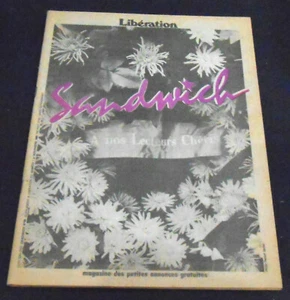 Libération
Sandwich
A nos Lecteurs Chéris
magazine des petites annonces gratuites